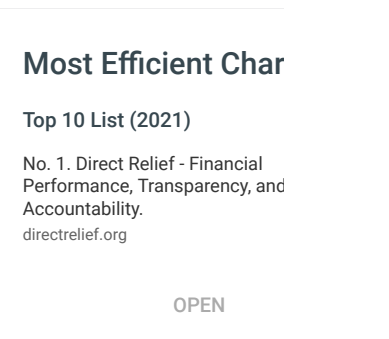 Most Efficient Char
Top 10 List (2021)
No. 1. Direct Relief - Financial
Performance, Transparency, and
Accountability.
directrelief.org
OPEN